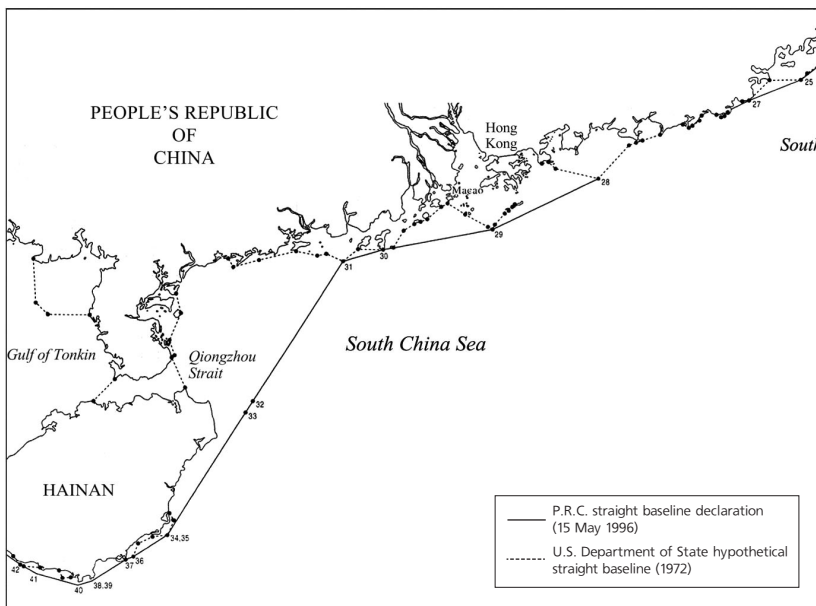 PEOPLE'S REPUBLIC
OF
CHINA
Hong
Kong
Macao
South
25
27
28
29
30
31
Gulf of Tonkin
Qiongzhou
Strait
South China Sea
32
33
HAINAN
34,35
36
37
38,39
40
41
42
P.R.C. straight baseline declaration
(15 May 1996)
U.S. Department of State hypothetical
straight baseline (1972)